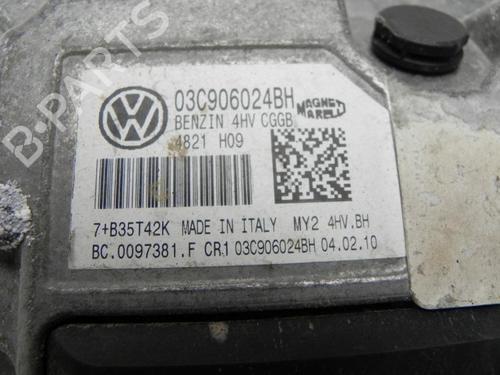 03C906024BH
BENZIN 4HV CGGB
MAGNETI MARELLI
4821 H09
7+B35T42K MADE IN ITALY MY2 4HV.BH
BC.0097381.F CR1 03C906024BH 04.02.10
B-PARTS